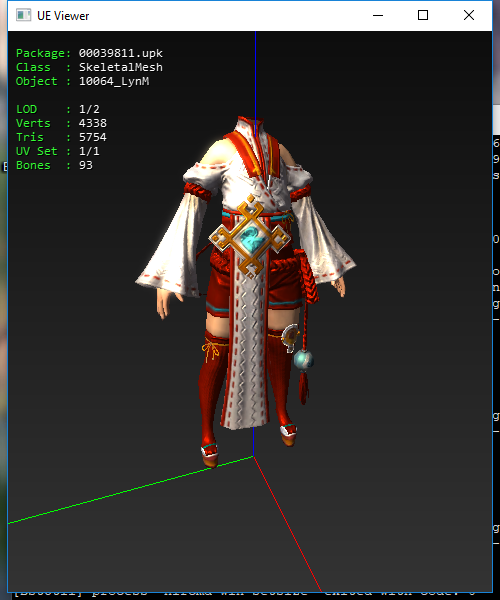 UE Viewer
Package: 00039811.upk
Class : SkeletalMesh
Object : 10064_LynM
LOD : 1/2
Verts : 4338
Tris : 5754
UV Set : 1/1
Bones : 93